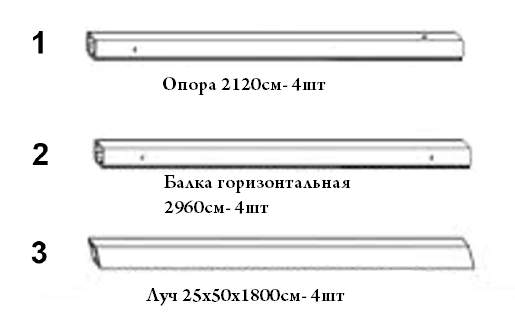 1
Опора 2120см- 4шт
2
Балка горизонтальная
2960см- 4шт
3
Луч 25х50х1800см- 4шт